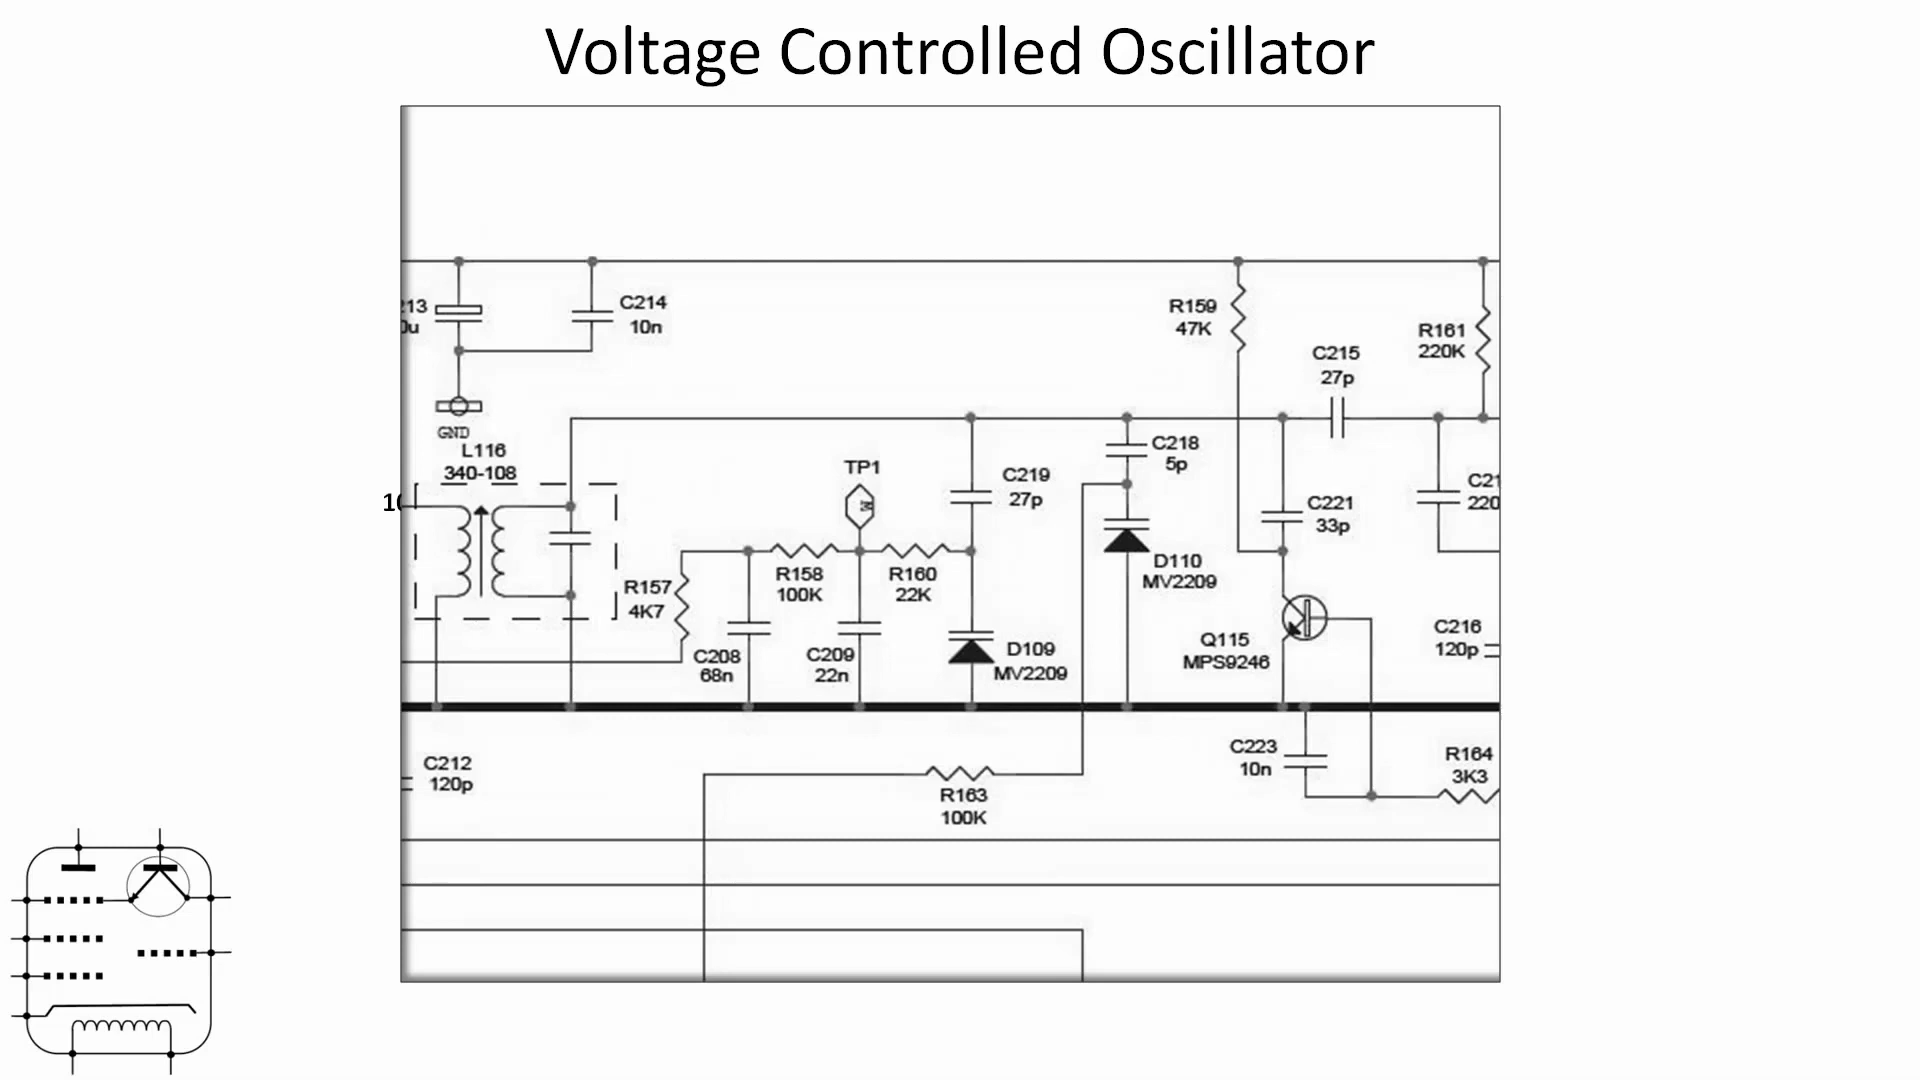 Voltage Controlled Oscillator
C214
10n
R159
47K
R161
220K
C215
27p
GND
L116
340-108
TP1
C218
5p
C219
27p
C221
33p
D110
MV2209
R157
4K7
R158
100K
R160
22K
C208
68n
C209
22n
D109
MV2209
Q115
MPS9246
C216
120p
C212
120p
C223
10n
R164
3K3
R163
100K